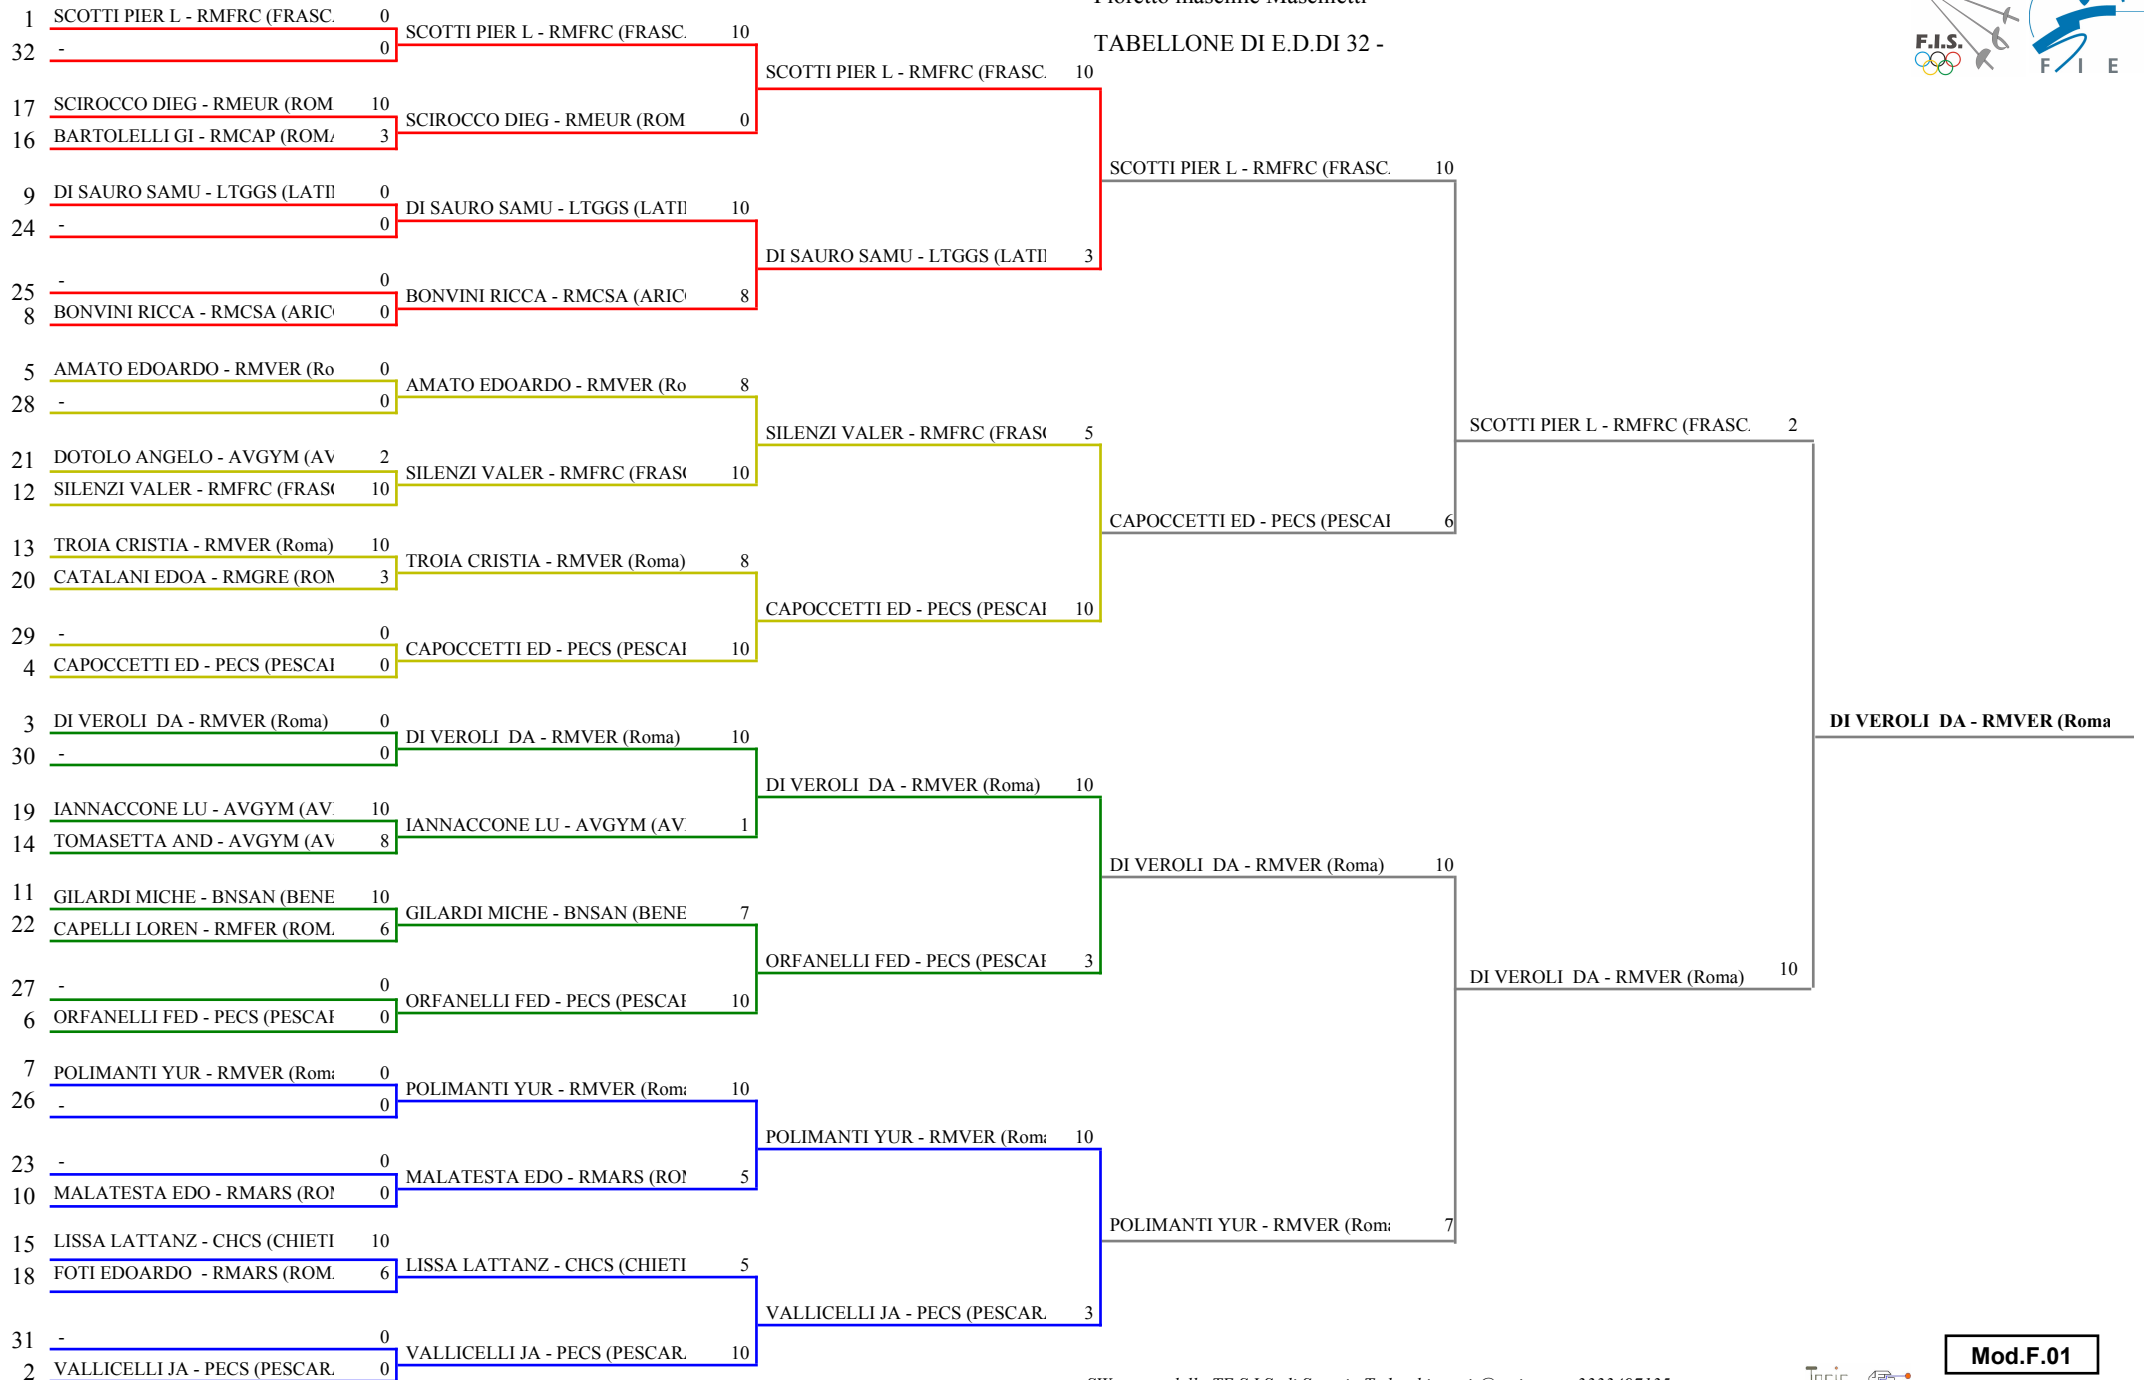 Fioretto maschile Maschietti
TABELLONE DI E.D.DI 32 -
F.I.S.
F I E
1 SCOTTI PIER L - RMFRC (FRASC. 0
32 - 0
17 SCIROCCO DIEG - RMEUR (ROM 10
16 BARTOLELLI GI - RMCAP (ROMA 3
9 DI SAURO SAMU - LTGGS (LATI 0
24 - 0
25 - 0
8 BONVINI RICCA - RMCSA (ARIC 0
5 AMATO EDOARDO - RMVER (Ro 0
28 - 0
21 DOTOLO ANGELO - AVGYM (AV 2
12 SILENZI VALER - RMFRC (FRAS 10
13 TROIA CRISTIA - RMVER (Roma) 10
20 CATALANI EDOA - RMGRE (ROM 3
29 - 0
4 CAPOCCETTI ED - PECS (PESCA 0
3 DI VEROLI  DA - RMVER (Roma) 0
30 - 0
19 IANNACCONE LU - AVGYM (AV. 10
14 TOMASETTA AND - AVGYM (AV 8
11 GILARDI MICHE - BNSAN (BENE 10
22 CAPELLI LOREN - RMFER (ROM. 6
27 - 0
6 ORFANELLI FED - PECS (PESCA 0
7 POLIMANTI YUR - RMVER (Roma 0
26 - 0
23 - 0
10 MALATESTA EDO - RMARS (RO 0
15 LISSA LATTANZ - CHCS (CHIETI 10
18 FOTI EDOARDO  - RMARS (ROM. 6
31 - 0
2 VALLICELLI JA - PECS (PESCAR. 0
SCOTTI PIER L - RMFRC (FRASC. 10
SCIROCCO DIEG - RMEUR (ROM 0
DI SAURO SAMU - LTGGS (LATI 10
BONVINI RICCA - RMCSA (ARIC 8
AMATO EDOARDO - RMVER (Ro 8
SILENZI VALER - RMFRC (FRAS 10
TROIA CRISTIA - RMVER (Roma) 8
CAPOCCETTI ED - PECS (PESCA 10
DI VEROLI  DA - RMVER (Roma) 10
IANNACCONE LU - AVGYM (AV. 1
GILARDI MICHE - BNSAN (BENE 7
ORFANELLI FED - PECS (PESCA 10
POLIMANTI YUR - RMVER (Roma 10
MALATESTA EDO - RMARS (RO 5
LISSA LATTANZ - CHCS (CHIETI 5
VALLICELLI JA - PECS (PESCAR. 10
SCOTTI PIER L - RMFRC (FRASC. 10
DI SAURO SAMU - LTGGS (LATI 3
SILENZI VALER - RMFRC (FRAS 5
CAPOCCETTI ED - PECS (PESCA 10
DI VEROLI  DA - RMVER (Roma) 10
ORFANELLI FED - PECS (PESCA 3
POLIMANTI YUR - RMVER (Roma 10
VALLICELLI JA - PECS (PESCAR. 3
SCOTTI PIER L - RMFRC (FRASC. 10
CAPOCCETTI ED - PECS (PESCA 6
DI VEROLI  DA - RMVER (Roma) 10
POLIMANTI YUR - RMVER (Roma 7
SCOTTI PIER L - RMFRC (FRASC. 2
DI VEROLI  DA - RMVER (Roma) 10
DI VEROLI  DA - RMVER (Roma
Mod.F.01